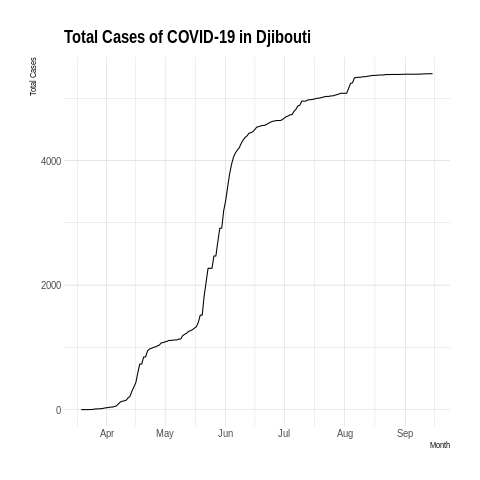 Total Cases of COVID-19 in Djibouti
Total Cases
4000
2000
0
Apr May Jun Jul Aug Sep
Month